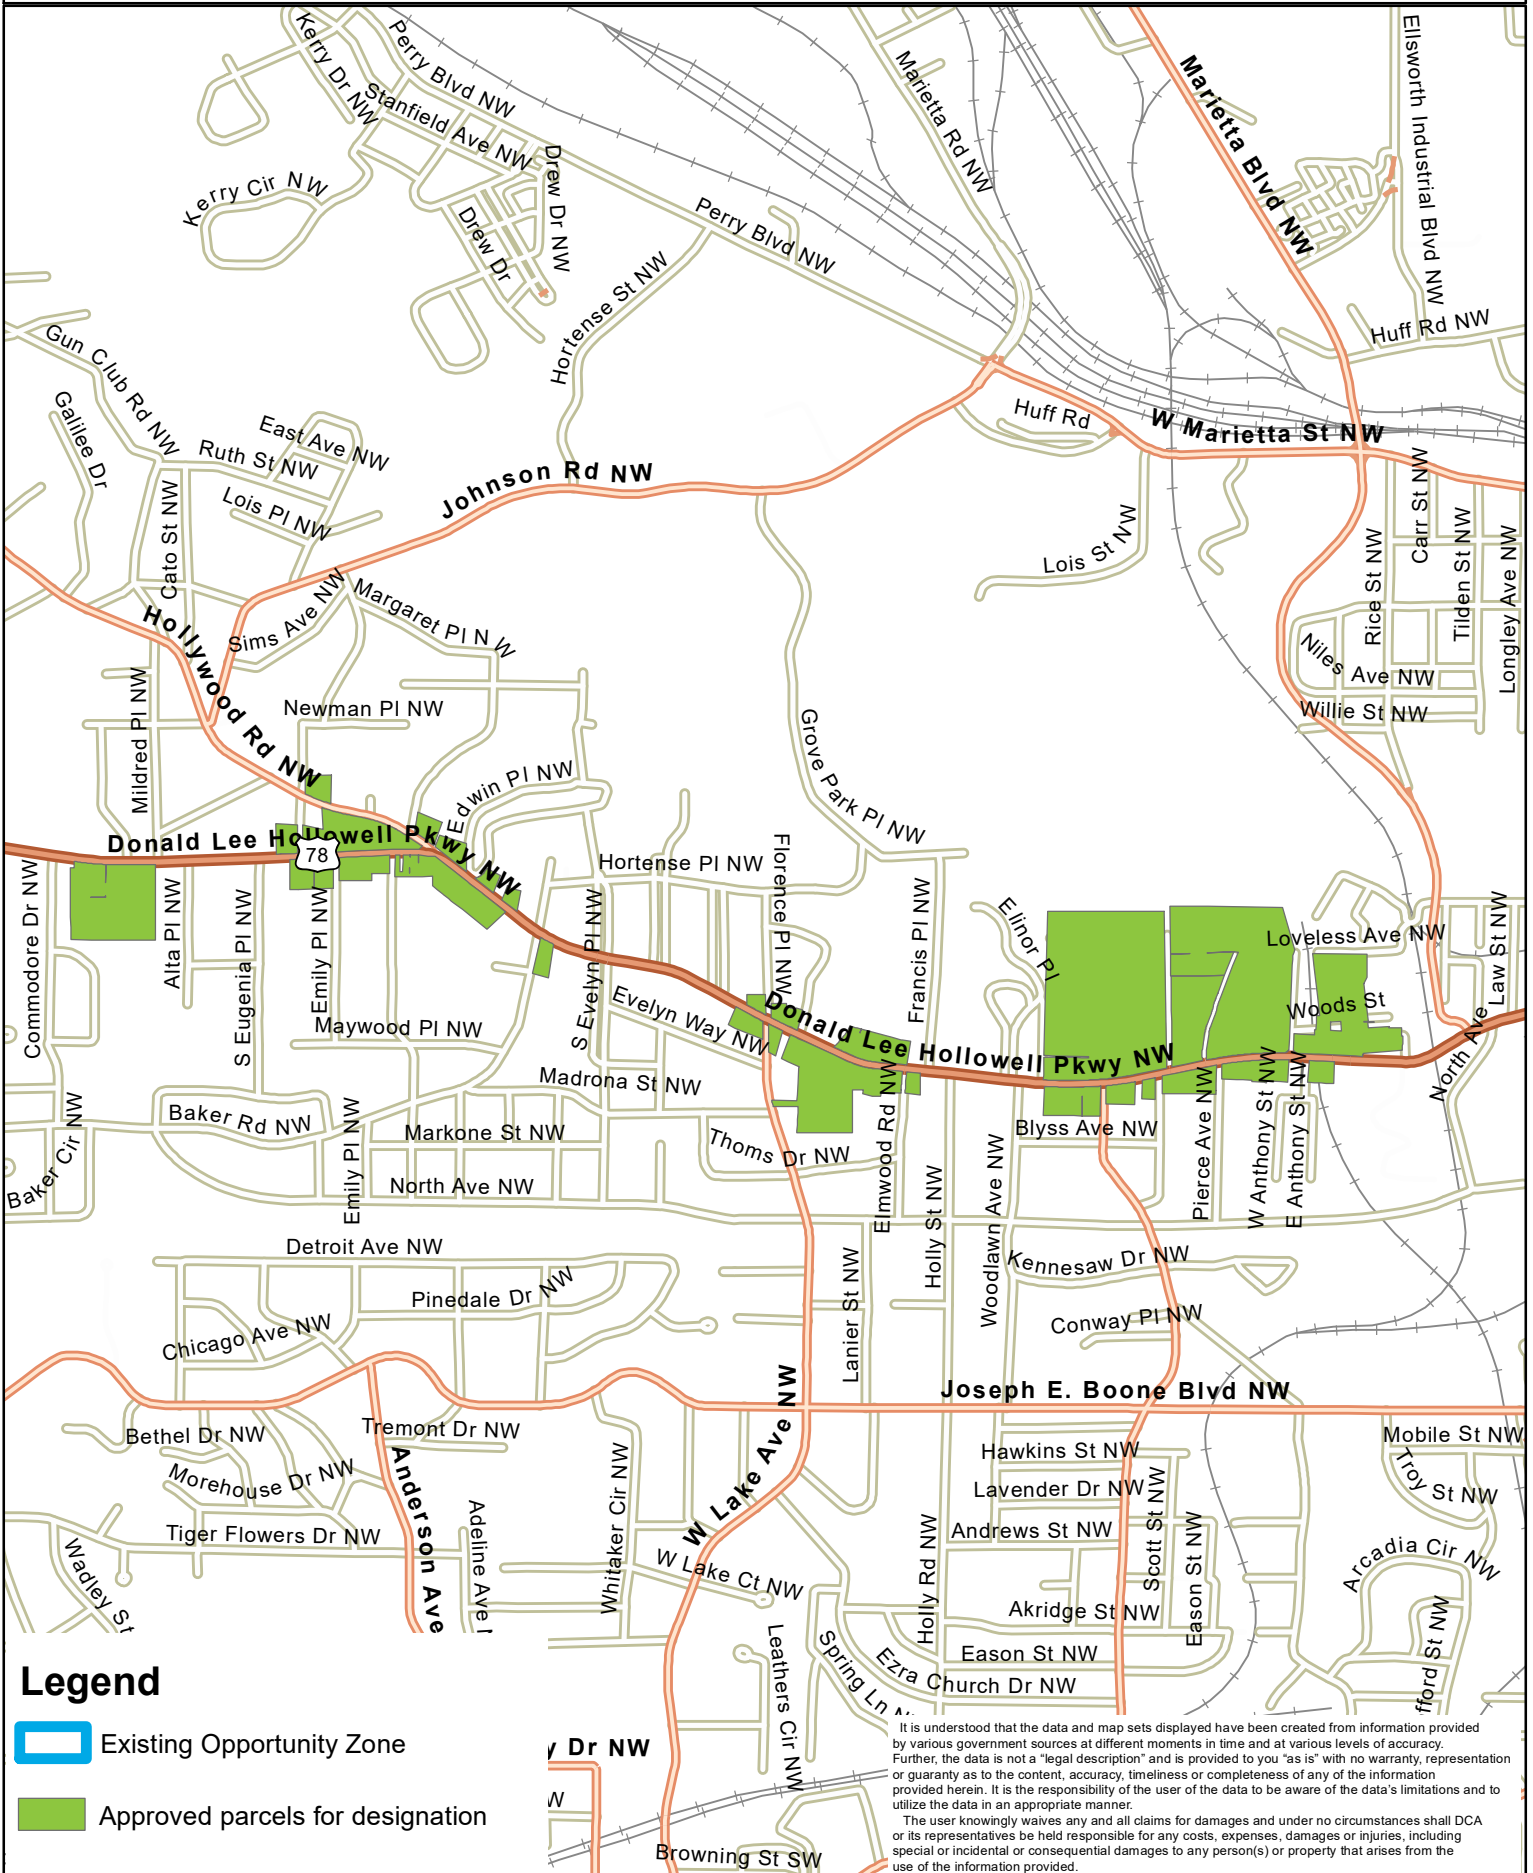 Kerry Dr NW
Perry Blvd NW
Stanfield Ave NW
Drew Dr NW
Kerry Cir NW
Drew Dr
Marietta Rd NW
Marietta Blvd NW
Ellsworth Industrial Blvd NW
Perry Blvd NW
Hortense St NW
Huff Rd NW
Gun Club Rd NW
Galilee Dr
East Ave NW
Ruth St NW
Lois Pl NW
Cato St NW
Johnson Rd NW
Huff Rd
W Marietta St NW
Lois St NW
Carr St NW
Rice St NW
Tilden St NW
Longley Ave NW
Hollywood Rd NW
Sims Ave NW
Margaret Pl N W
Niles Ave NW
Willie St NW
Mildred Pl NW
Newman Pl NW
Grove Park Pl NW
Edwin Pl NW
Donald Lee Hollowell Pkwy NW
78
Hortense Pl NW
Florence Pl NW
Commodore Dr NW
Alta Pl NW
S Eugenia Pl NW
Emily Pl NW
S Evelyn Pl NW
Francis Pl NW
Elinor Pl
Loveless Ave NW
Law St NW
Woods St
Maywood Pl NW
Evelyn Way NW
Donald Lee Hollowell Pkwy NW
North Ave
Madrona St NW
Baker Rd NW
Emily Pl NW
Markone St NW
Thoms Dr NW
Elmwood Rd NW
Blyss Ave NW
Pierce Ave NW
W Anthony St NW
E Anthony St NW
Baker Cir NW
North Ave NW
Holly St NW
Woodlawn Ave NW
Detroit Ave NW
Kennesaw Dr NW
Pinedale Dr NW
Lanier St NW
Conway Pl NW
Chicago Ave NW
Joseph E. Boone Blvd NW
Bethel Dr NW
Tremont Dr NW
Mobile St NW
Hawkins St NW
Troy St NW
Morehouse Dr NW
Anderson Ave
W Lake Ave NW
Lavender Dr NW
Scott St NW
Tiger Flowers Dr NW
Adeline Ave
Whitaker Cir NW
Andrews St NW
Eason St NW
Arcadia Cir NW
Wadley St
W Lake Ct NW
Holly Rd NW
Akridge St NW
Leathers Cir NW
Spring Ln
Eason St NW
Ezra Church Dr NW
fford St NW
Legend
Existing Opportunity Zone
Approved parcels for designation
y Dr NW
W
Browning St SW
It is understood that the data and map sets displayed have been created from information provided
by various government sources at different moments in time and at various levels of accuracy.
Further, the data is not a “legal description” and is provided to you “as is” with no warranty, representation
or guaranty as to the content, accuracy, timeliness or completeness of any of the information
provided herein. It is the responsibility of the user of the data to be aware of the data’s limitations and to
utilize the data in an appropriate manner.
The user knowingly waives any and all claims for damages and under no circumstances shall DCA
or its representatives be held responsible for any costs, expenses, damages or injuries, including
special or incidental or consequential damages to any person(s) or property that arises from the
use of the information provided.